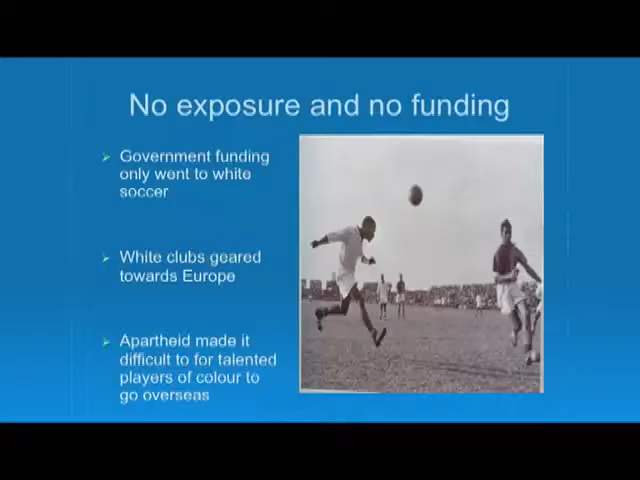 No exposure and no funding
Government funding
only went to white
soccer
White clubs geared
towards Europe
Apartheid made it
difficult to for talented
players of colour to
go overseas